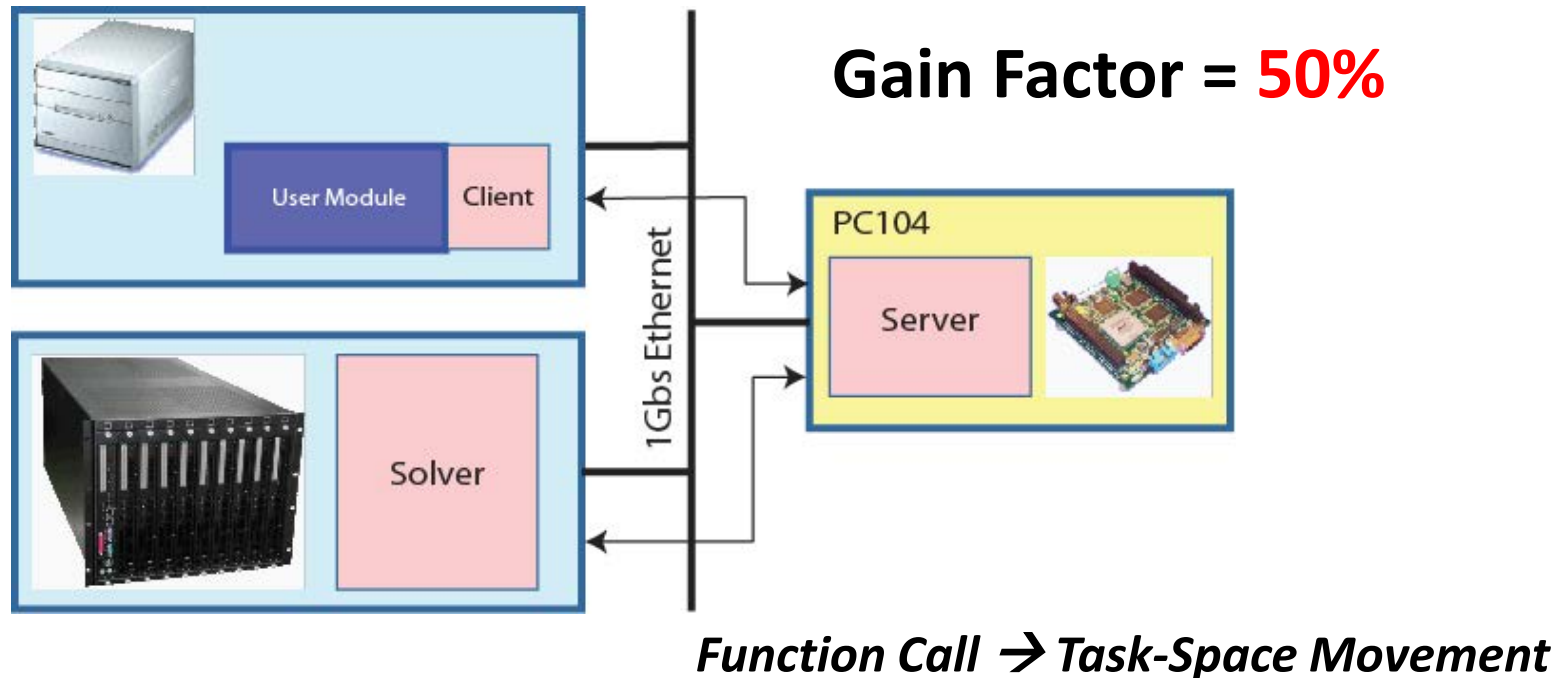 Gain Factor = 50%
User Module
Client
PC104
Server
1Gbs Ethernet
Solver
Function Call → Task-Space Movement